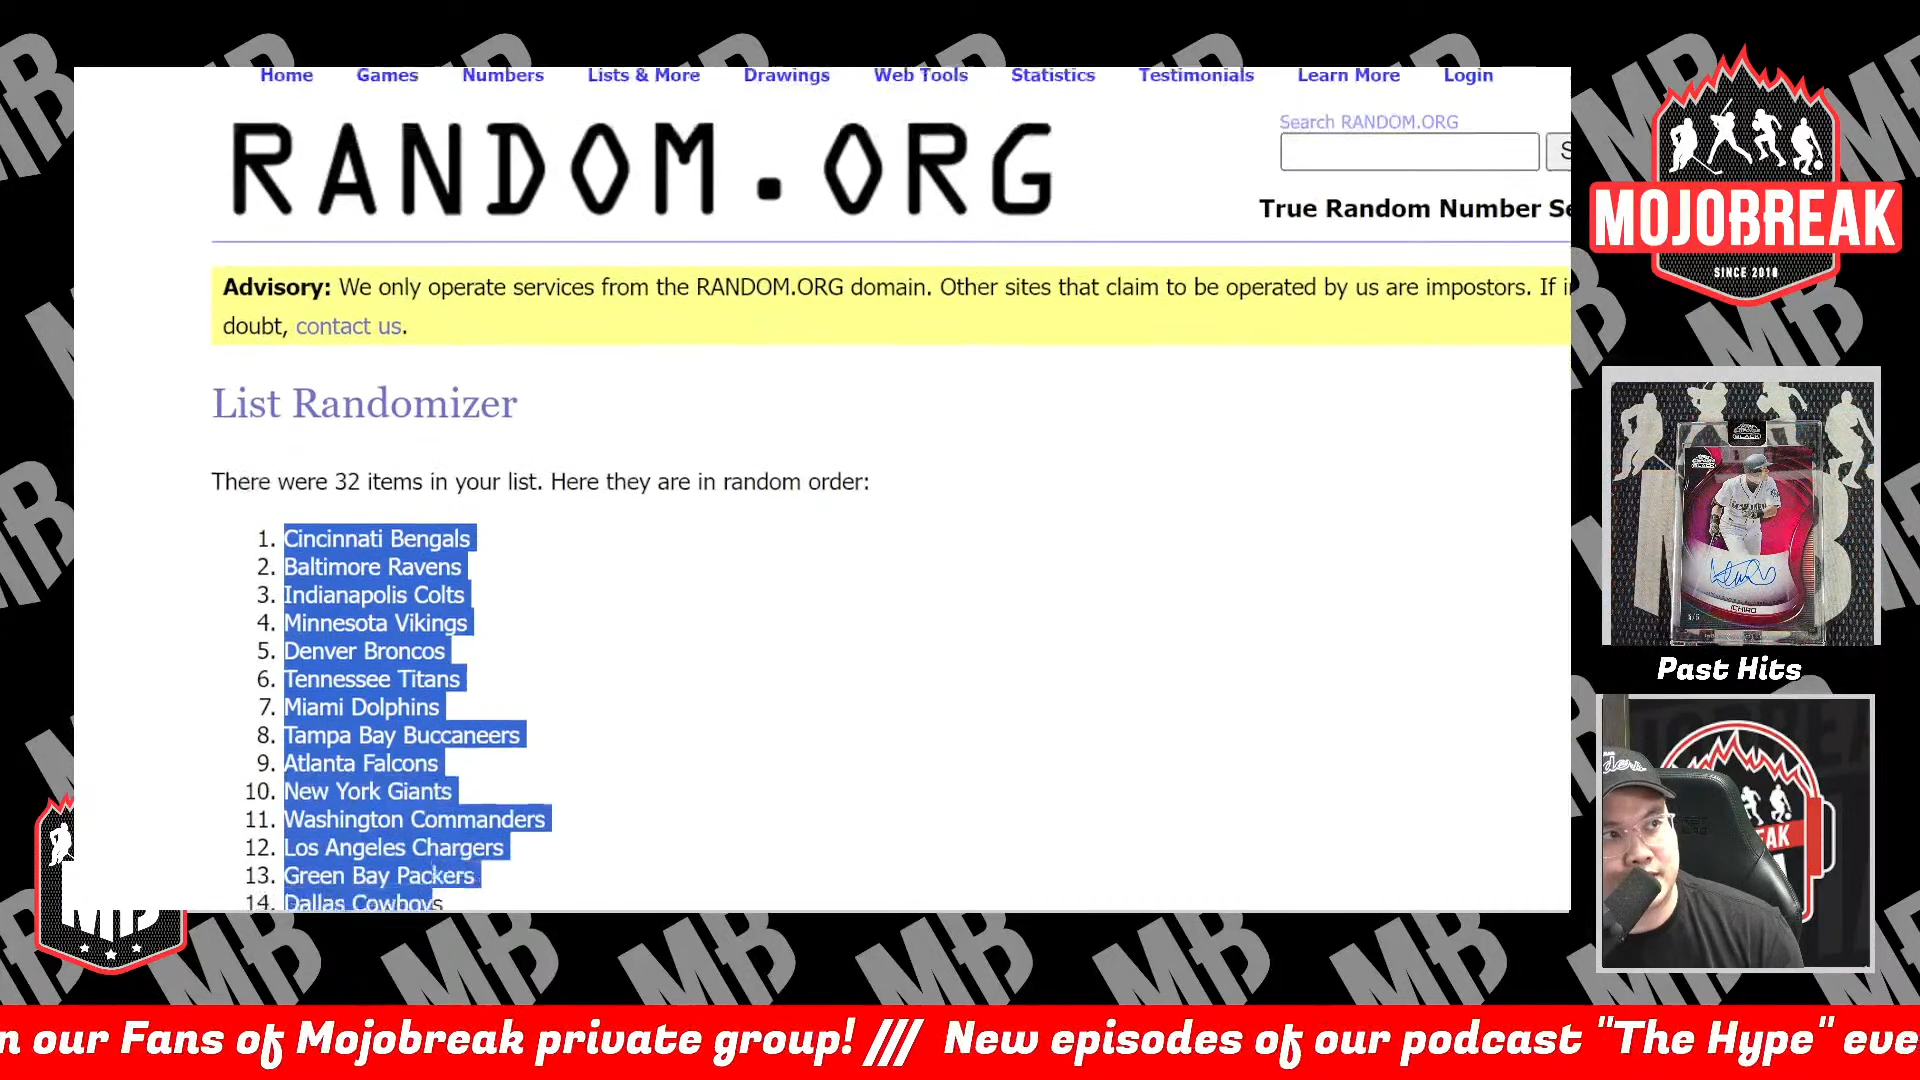 Home Games Numbers Lists & More Drawings Web Tools Statistics Testimonials Learn More Login
RANDOM.ORG
Search RANDOM.ORG
True Random Number Se
Advisory: We only operate services from the RANDOM.ORG domain. Other sites that claim to be operated by us are impostors. If in
doubt, contact us.
List Randomizer
There were 32 items in your list. Here they are in random order:
1. Cincinnati Bengals
2. Baltimore Ravens
3. Indianapolis Colts
4. Minnesota Vikings
5. Denver Broncos
6. Tennessee Titans
7. Miami Dolphins
8. Tampa Bay Buccaneers
9. Atlanta Falcons
10. New York Giants
11. Washington Commanders
12. Los Angeles Chargers
13. Green Bay Packers
14. Dallas Cowboys
MOJOBREAK
SINCE 2010
ICHIRO
Past Hits
n our Fans of Mojobreak private group! /// New episodes of our podcast "The Hype" eve